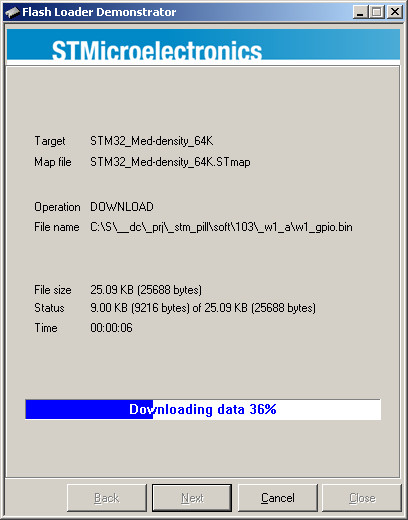 Flash Loader Demonstrator
STMicroelectronics
Target STM32_Med-density_64K
Map file STM32_Med-density_64K.STmap
Operation DOWNLOAD
File name C:\S\__dc\_prj\_stm_pill\soft\103\_w1_a\w1_gpio.bin
File size 25.09 KB (25688 bytes)
Status 9.00 KB (9216 bytes) of 25.09 KB (25688 bytes)
Time 00:00:06
Downloading data 36%
Back Next Cancel Close